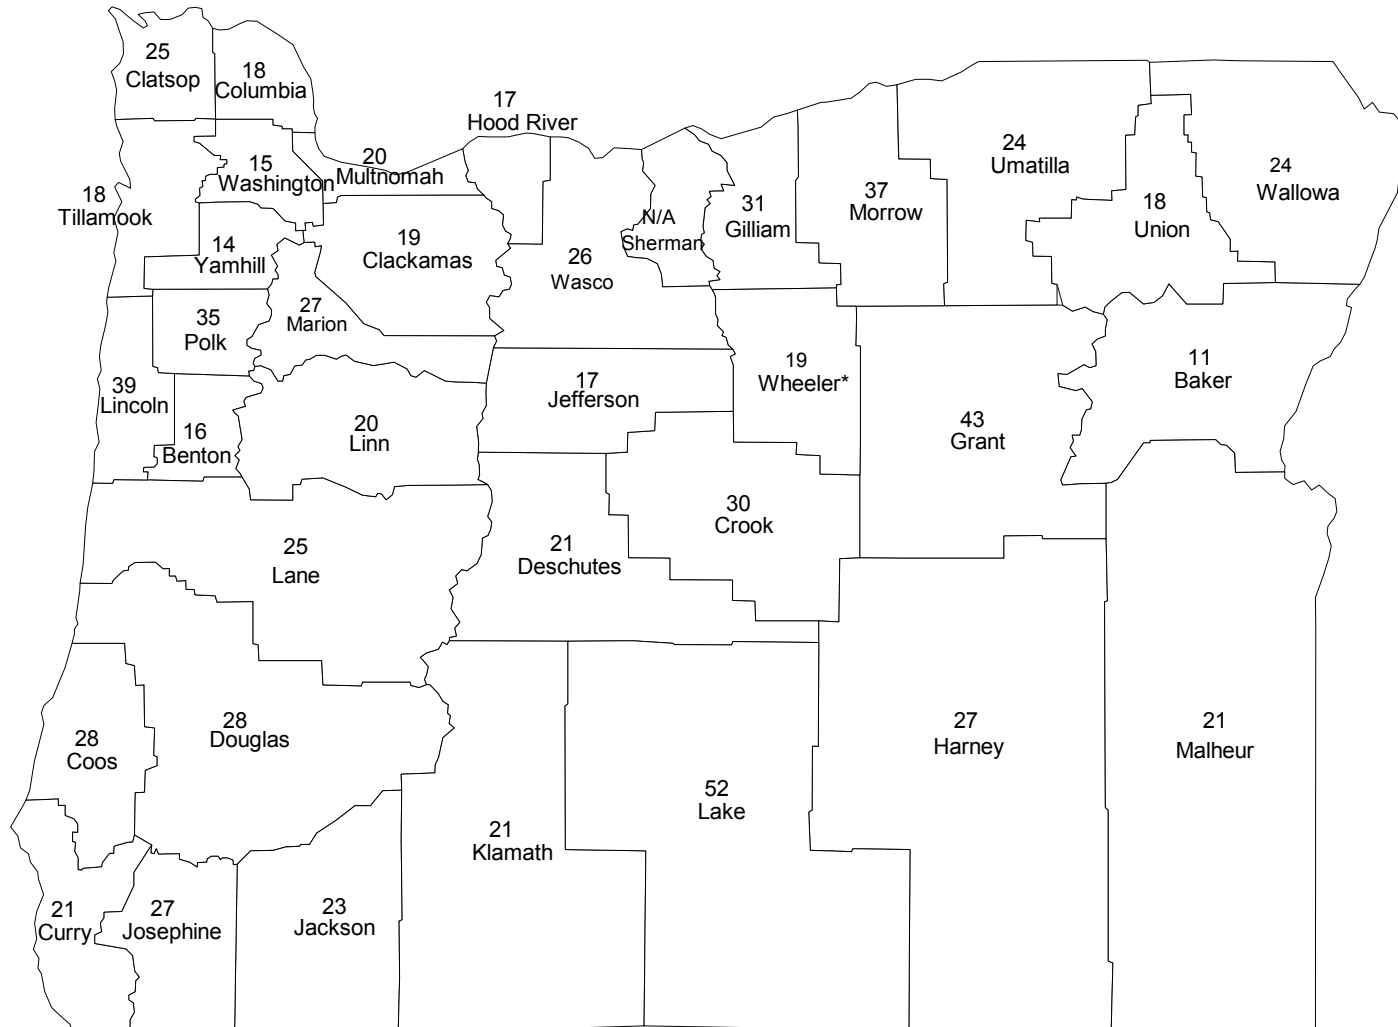 25
Clatsop
18
Columbia
17
Hood River
15
Washington
20
Multnomah
18
Tillamook
14
Yamhill
19
Clackamas
26
Wasco
N/A
Sherman
31
Gilliam
37
Morrow
24
Umatilla
18
Union
24
Wallowa
35
Polk
27
Marion
39
Lincoln
16
Benton
20
Linn
17
Jefferson
19
Wheeler*
43
Grant
11
Baker
25
Lane
21
Deschutes
30
Crook
28
Coos
28
Douglas
21
Klamath
52
Lake
27
Harney
21
Malheur
21
Curry
27
Josephine
23
Jackson